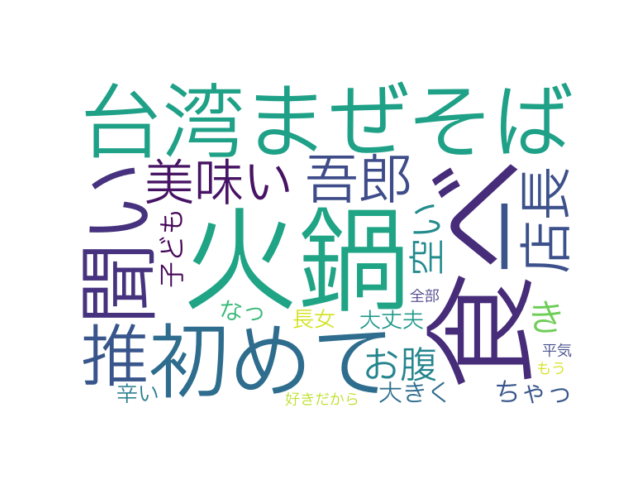 台湾まぜそば
美味い
吾郎
聞い
子ども
火鍋
空い
食べ
店長
一
なっ
長女
大丈夫
全部
き
推
初めて
お腹
平気
もう
辛い
好きだから
大きく
ちゃっ